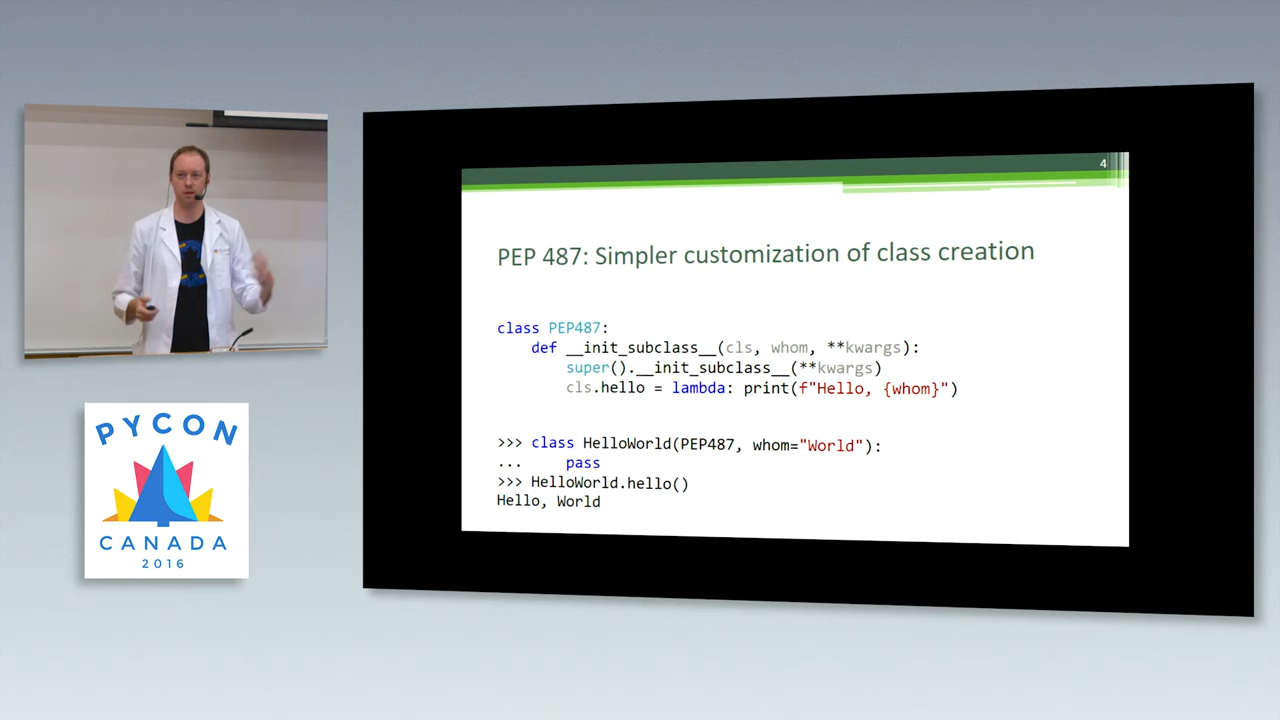 PYCON
CANADA
2016
4
PEP 487: Simpler customization of class creation
class PEP487:
    def __init_subclass__(cls, whom, **kwargs):
        super().__init_subclass__(**kwargs)
        cls.hello = lambda: print(f"Hello, {whom}")
>>> class HelloWorld(PEP487, whom="World"):
...     pass
>>> HelloWorld.hello()
Hello, World